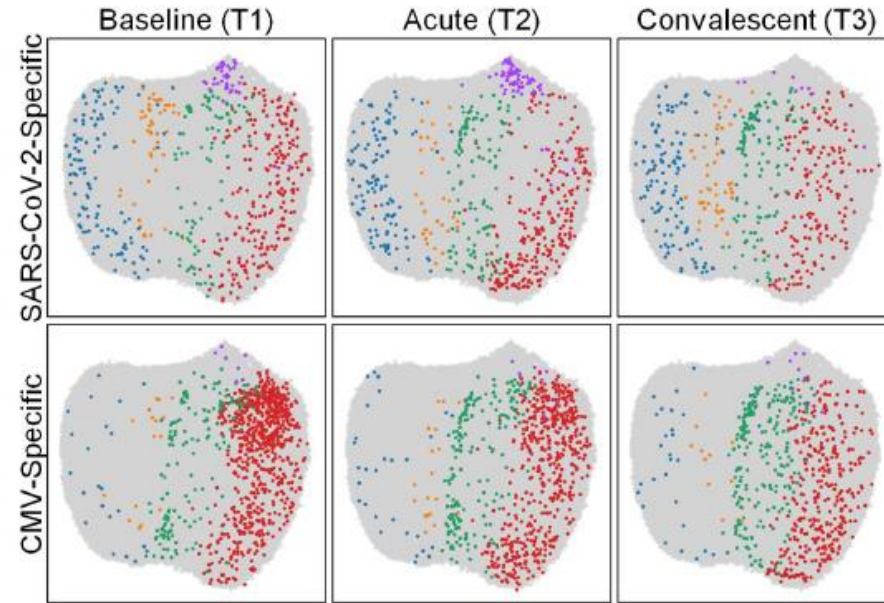 Baseline (T1) Acute (T2) Convalescent (T3)
SARS-CoV-2-Specific
CMV-Specific